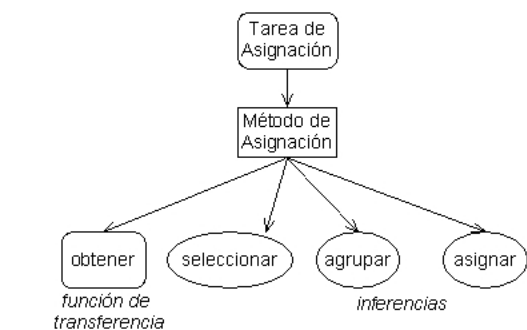 Tarea de
Asignación
Método de
Asignación
obtener
seleccionar
agrupar
asignar
función de
transferencia
inferencias